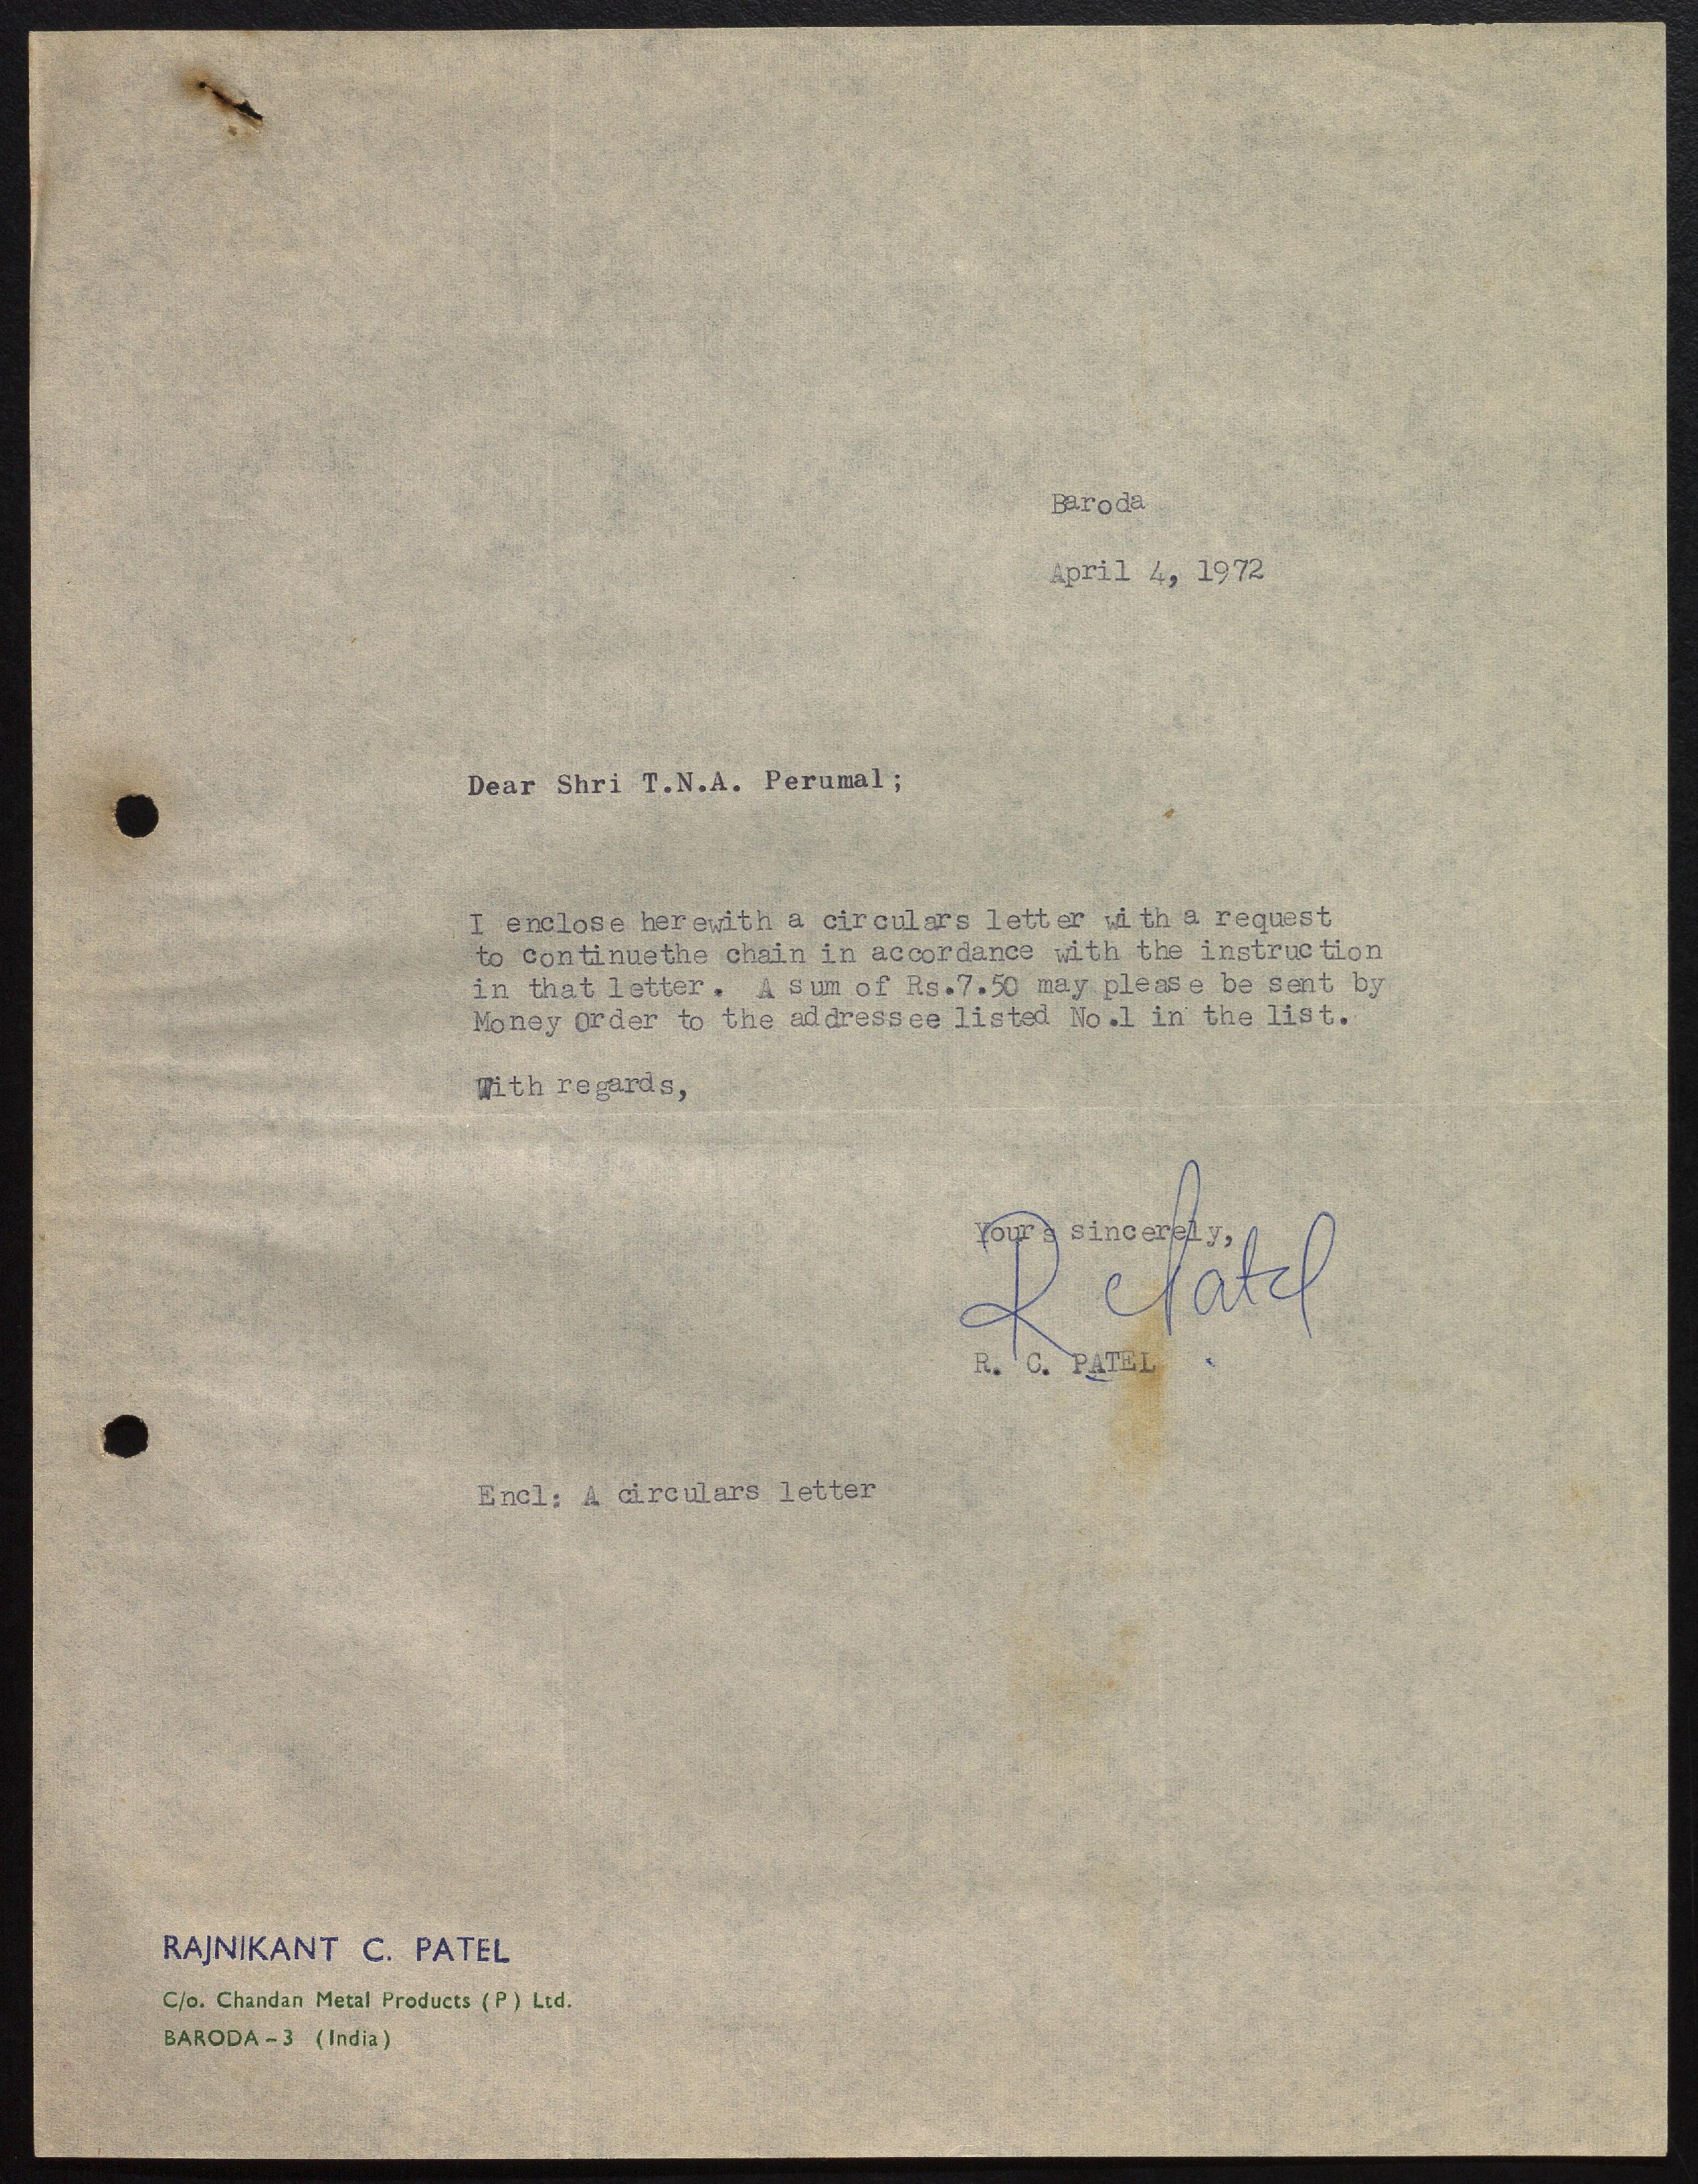 Baroda
April 4, 1972
Dear Shri T.N.A. Perumal;
I enclose herewith a circulars letter with a request
to continuethe chain in accordance with the instruction
in that letter. A sum of Rs.7.50 may please be sent by
Money Order to the addressee listed No.1 in the list.
With regards,
Yours sincerely,
R C Patel
R. C. PATEL
Encl: A circulars letter
RAJNIKANT C. PATEL
C/o. Chandan Metal Products (P) Ltd.
BARODA-3 (India)